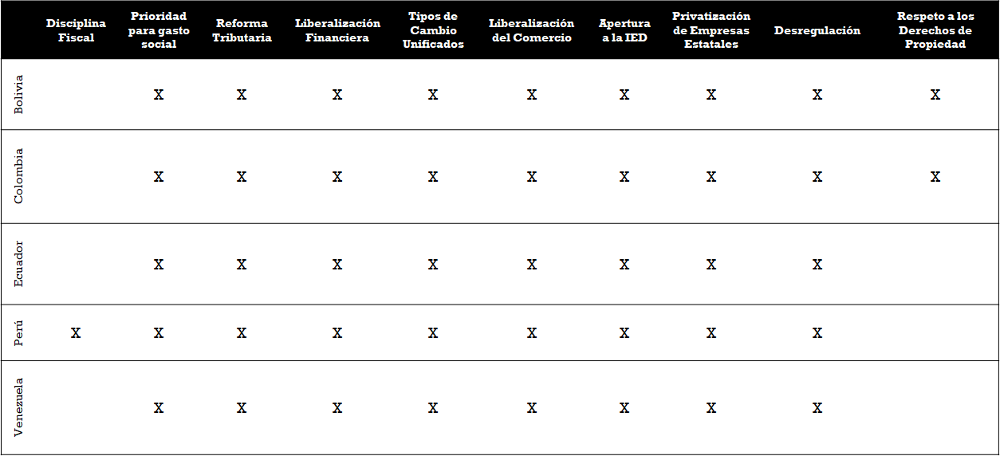 Disciplina Fiscal	Prioridad para gasto social	Reforma Tributaria	Liberalización Financiera	Tipos de Cambio Unificados	Liberalización del Comercio	Apertura a la IED	Privatización de Empresas Estatales	Desregulación	Respeto a los Derechos de Propiedad
Bolivia		X	X	X	X	X	X	X	X	X
Colombia		X	X	X	X	X	X	X	X	X
Ecuador		X	X	X	X	X	X	X	X
Perú	X	X	X	X	X	X	X	X	X
Venezuela		X	X	X	X	X	X	X	X